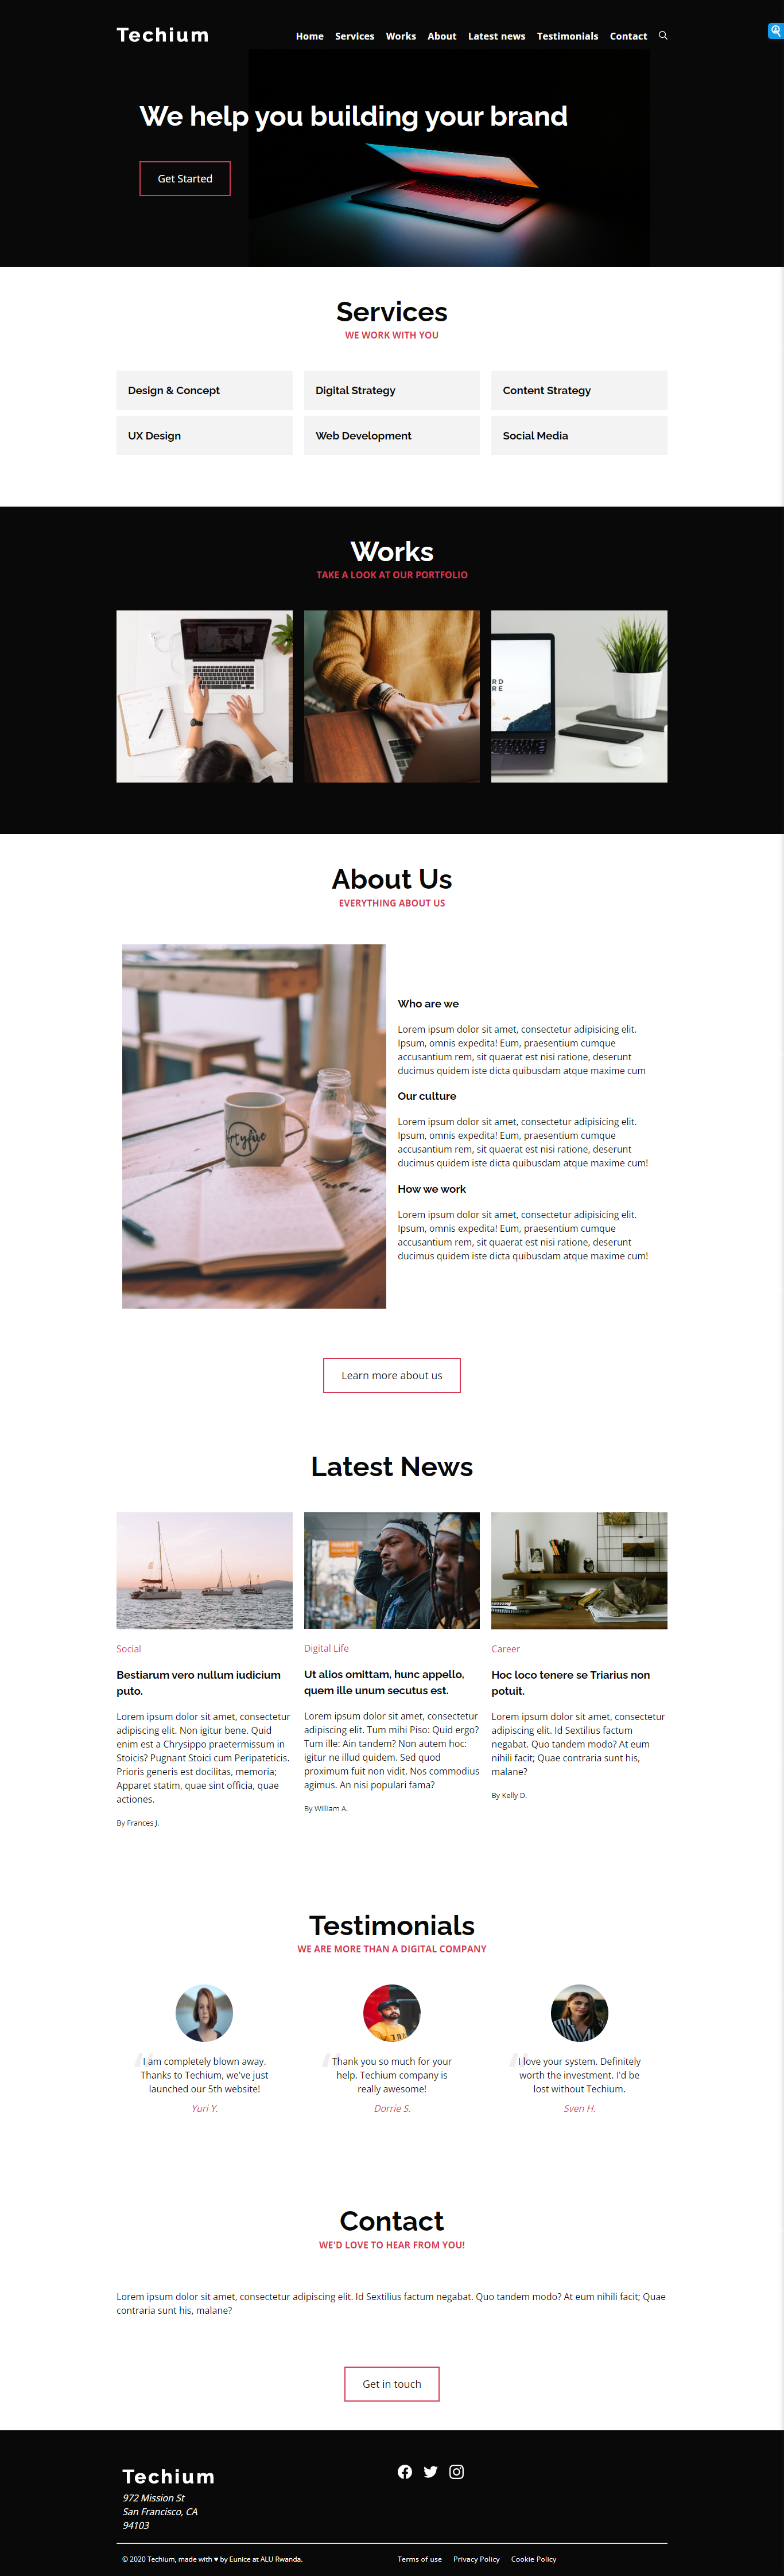 Techium
Home Services Works About Latest news Testimonials Contact
We help you building your brand
Get Started
Services
WE WORK WITH YOU
Design & Concept
Digital Strategy
Content Strategy
UX Design
Web Development
Social Media
Works
TAKE A LOOK AT OUR PORTFOLIO
RD
RE
About Us
EVERYTHING ABOUT US
Who are we
Lorem ipsum dolor sit amet, consectetur adipisicing elit.
Ipsum, omnis expedita! Eum, praesentium cumque
accusantium rem, sit quaerat est nisi ratione, deserunt
ducimus quidem iste dicta quibusdam atque maxime cum
Our culture
Lorem ipsum dolor sit amet, consectetur adipisicing elit.
Ipsum, omnis expedita! Eum, praesentium cumque
accusantium rem, sit quaerat est nisi ratione, deserunt
ducimus quidem iste dicta quibusdam atque maxime cum!
How we work
Lorem ipsum dolor sit amet, consectetur adipisicing elit.
Ipsum, omnis expedita! Eum, praesentium cumque
accusantium rem, sit quaerat est nisi ratione, deserunt
ducimus quidem iste dicta quibusdam atque maxime cum!
Learn more about us
Latest News
Social
Bestiarum vero nullum iudicium
puto.
Lorem ipsum dolor sit amet, consectetur
adipiscing elit. Non igitur bene. Quid
enim est a Chrysippo praetermissum in
Stoicis? Pugnant Stoici cum Peripateticis.
Prioris generis est docilitas, memoria;
Apparet statim, quae sint officia, quae
actiones.
By Frances J.
Digital Life
Ut alios omittam, hunc appello,
quem ille unum secutus est.
Lorem ipsum dolor sit amet, consectetur
adipiscing elit. Tum mihi Piso: Quid ergo?
Tum ille: Ain tandem? Non autem hoc:
igitur ne illud quidem. Sed quod
proximum fuit non vidit. Nos commodius
agimus. An nisi populari fama?
By William A.
Career
Hoc loco tenere se Triarius non
potuit.
Lorem ipsum dolor sit amet, consectetur
adipiscing elit. Id Sextilius factum
negabat. Quo tandem modo? At eum
nihili facit; Quae contraria sunt his,
malane?
By Kelly D.
Testimonials
WE ARE MORE THAN A DIGITAL COMPANY
I am completely blown away.
Thanks to Techium, we've just
launched our 5th website!
Yuri Y.
Thank you so much for your
help. Techium company is
really awesome!
Dorrie S.
I love your system. Definitely
worth the investment. I'd be
lost without Techium.
Sven H.
Contact
WE'D LOVE TO HEAR FROM YOU!
Lorem ipsum dolor sit amet, consectetur adipiscing elit. Id Sextilius factum negabat. Quo tandem modo? At eum nihili facit; Quae
contraria sunt his, malane?
Get in touch
Techium
972 Mission St
San Francisco, CA
94103
© 2020 Techium, made with ♥ by Eunice at ALU Rwanda.
Terms of use Privacy Policy Cookie Policy